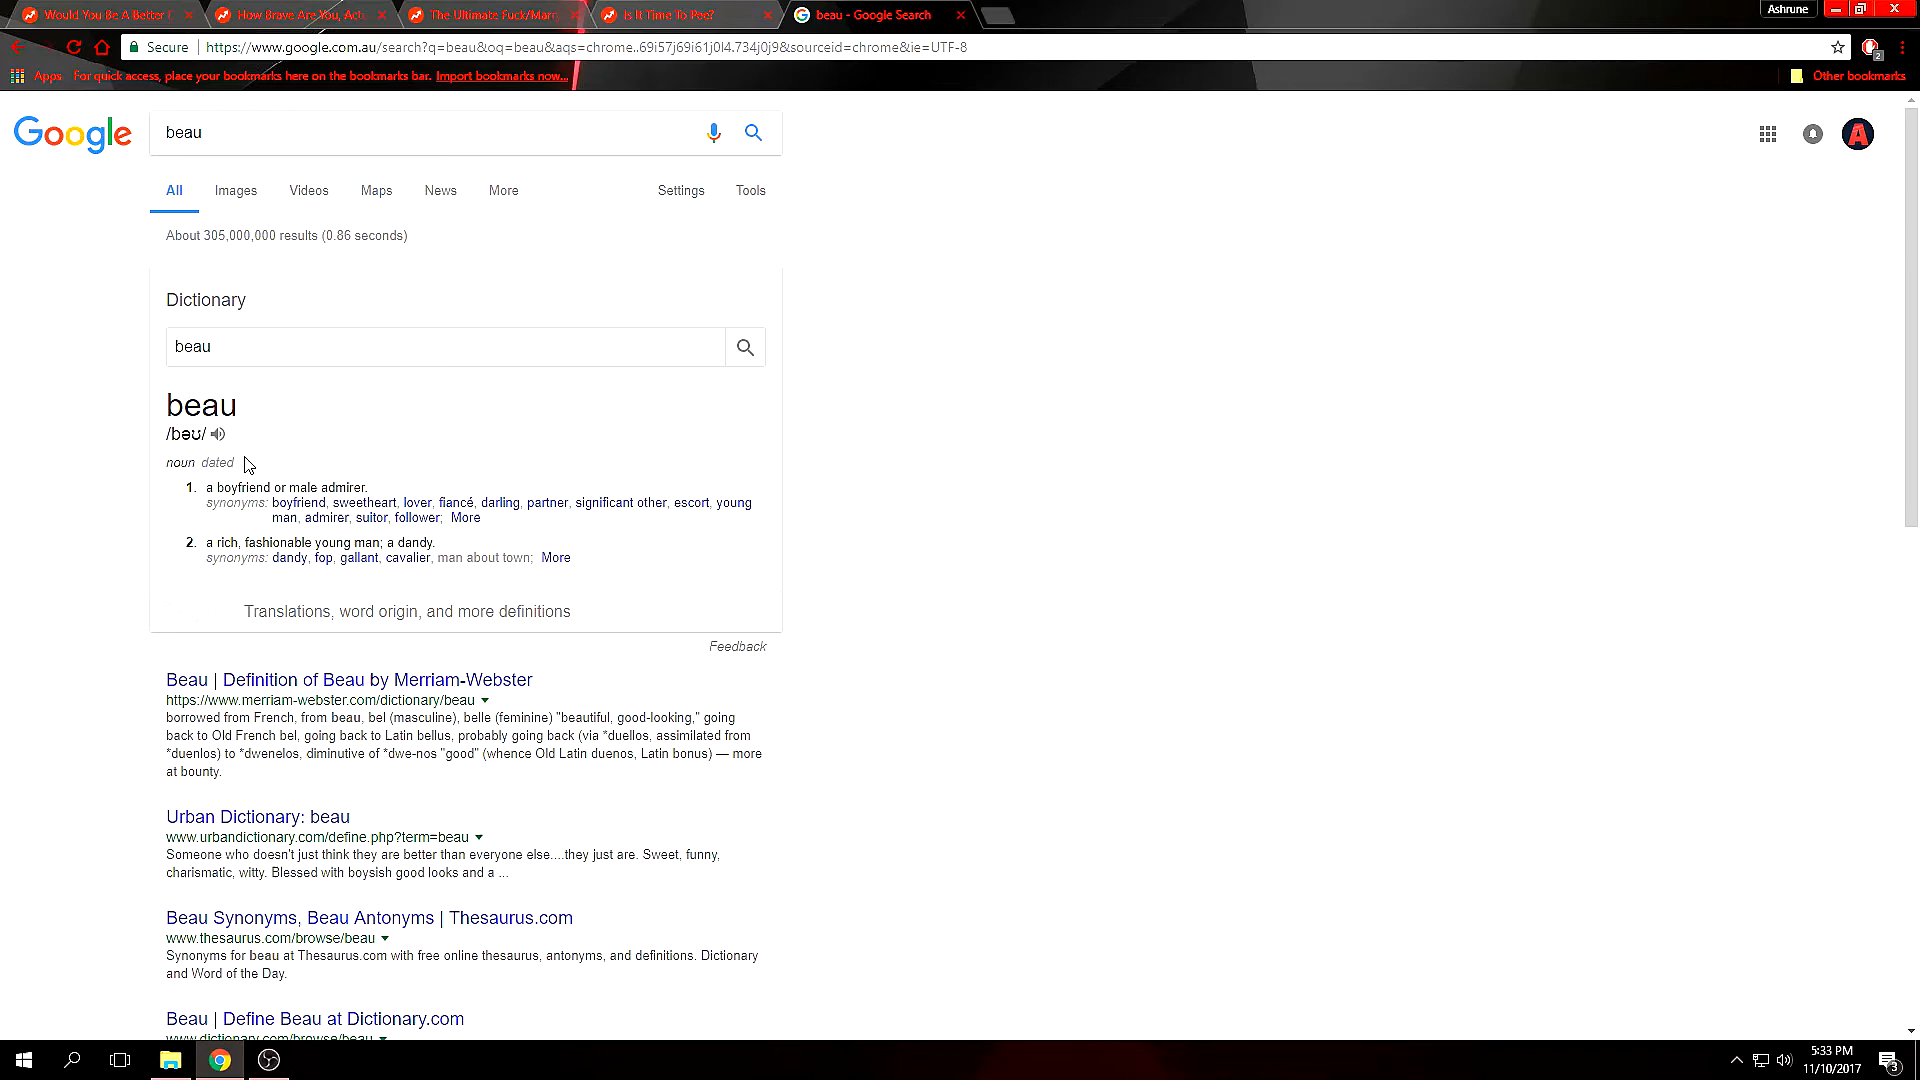 Would You Be A Better
How Brave Are You, Act
The Ultimate Fuck/Marr
Is It Time To Pee?
beau - Google Search
Ashrune
Secure
https://www.google.com.au/search?q=beau&oq=beau&aqs=chrome..69i57j69i61j0l4.734j0j9&sourceid=chrome&ie=UTF-8
2
Apps For quick access, place your bookmarks here on the bookmarks bar. Import bookmarks now...
Other bookmarks
Google
beau
A
All Images Videos Maps News More Settings Tools
About 305,000,000 results (0.86 seconds)
Dictionary
beau
beau
/bəʊ/
noun dated
1. a boyfriend or male admirer.
synonyms: boyfriend, sweetheart, lover, fiancé, darling, partner, significant other, escort, young
man, admirer, suitor, follower; More
2. a rich, fashionable young man; a dandy.
synonyms: dandy, fop, gallant, cavalier, man about town; More
Translations, word origin, and more definitions
Feedback
Beau | Definition of Beau by Merriam-Webster
https://www.merriam-webster.com/dictionary/beau
borrowed from French, from beau, bel (masculine), belle (feminine) "beautiful, good-looking," going
back to Old French bel, going back to Latin bellus, probably going back (via *duellos, assimilated from
*duenlos) to *dwenelos, diminutive of *dwe-nos "good" (whence Old Latin duenos, Latin bonus) — more
at bounty.
Urban Dictionary: beau
www.urbandictionary.com/define.php?term=beau
Someone who doesn't just think they are better than everyone else....they just are. Sweet, funny,
charismatic, witty. Blessed with boysish good looks and a ...
Beau Synonyms, Beau Antonyms | Thesaurus.com
www.thesaurus.com/browse/beau
Synonyms for beau at Thesaurus.com with free online thesaurus, antonyms, and definitions. Dictionary
and Word of the Day.
Beau | Define Beau at Dictionary.com
www.dictionary.com/browse/beau
5:33 PM
11/10/2017
3